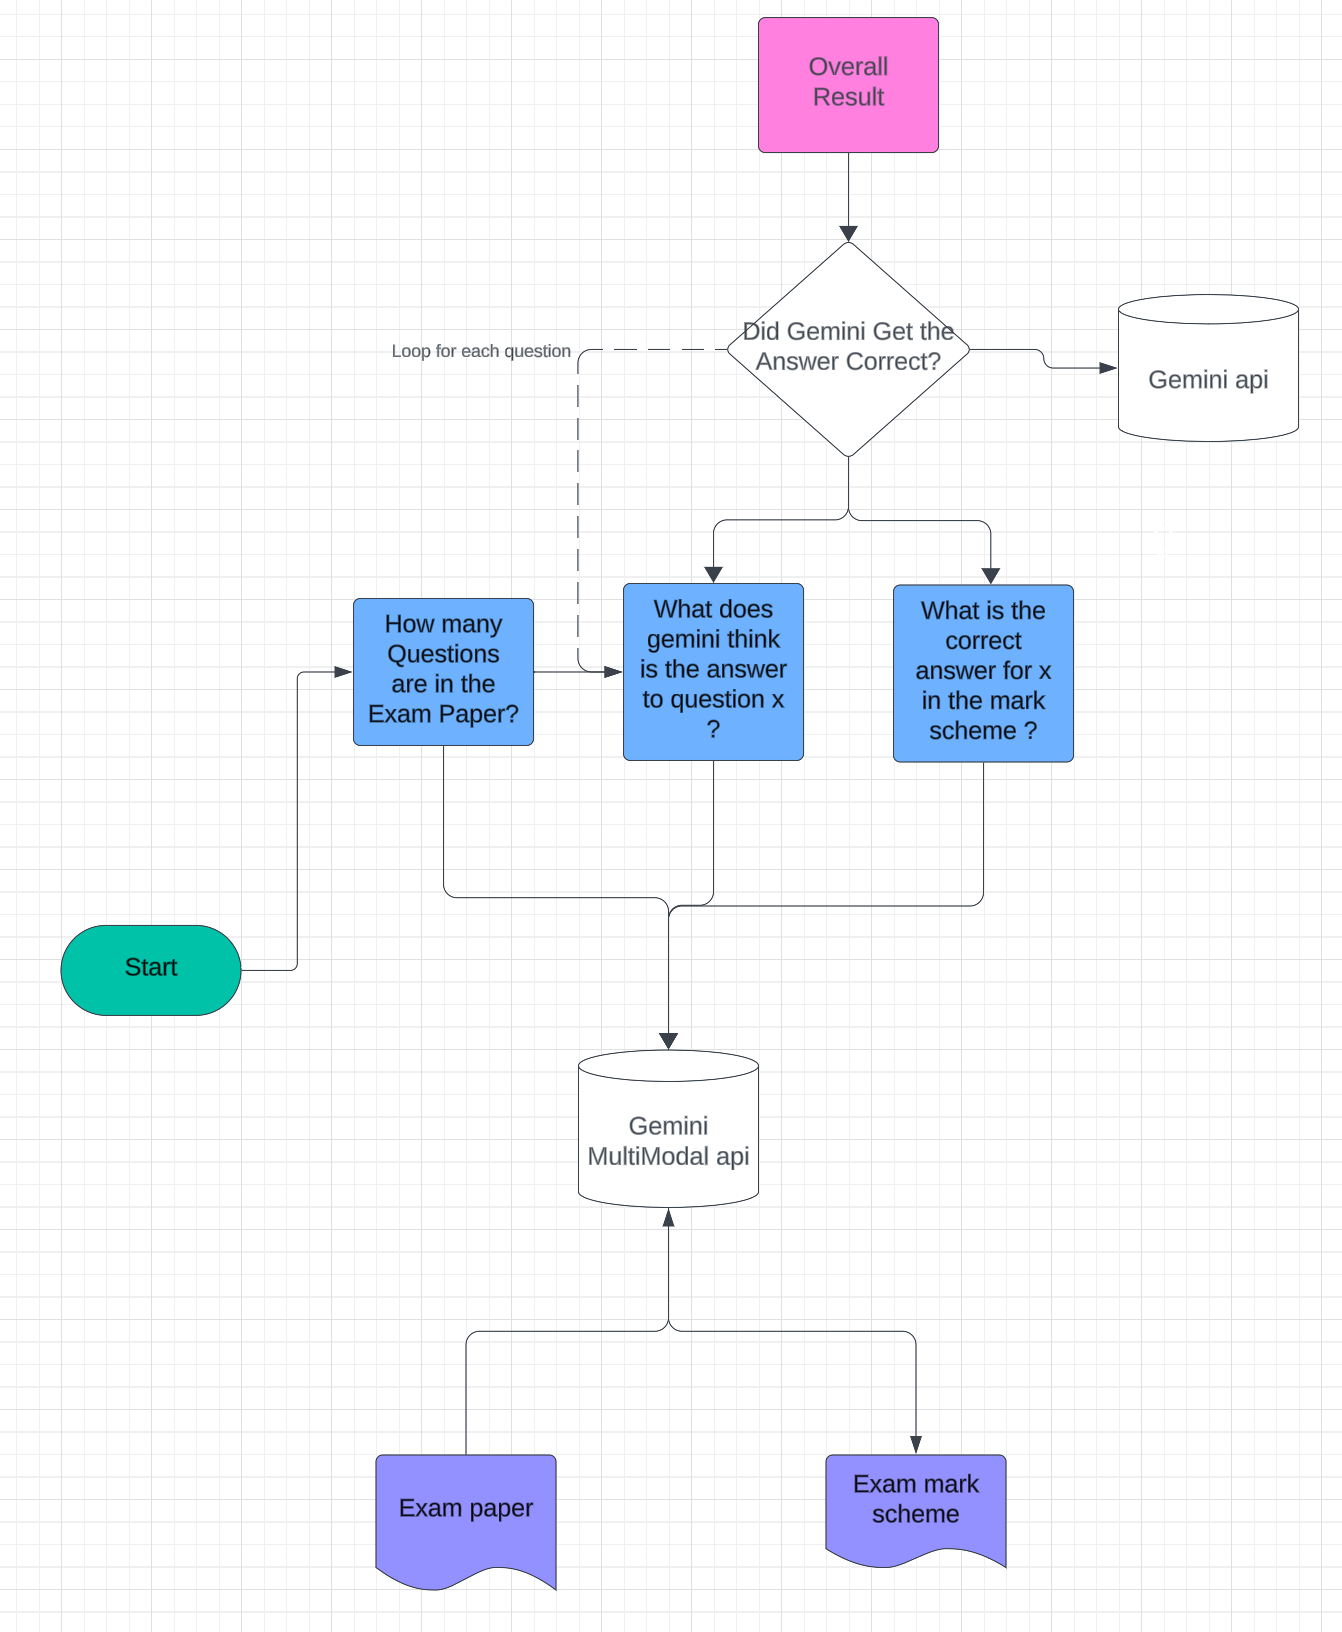 Overall
Result
Did Gemini Get the
Answer Correct?
Loop for each question
Gemini api
How many
Questions
are in the
Exam Paper?
What does
gemini think
is the answer
to question x
?
What is the
correct
answer for x
in the mark
scheme ?
Start
Gemini
MultiModal api
Exam paper
Exam mark
scheme